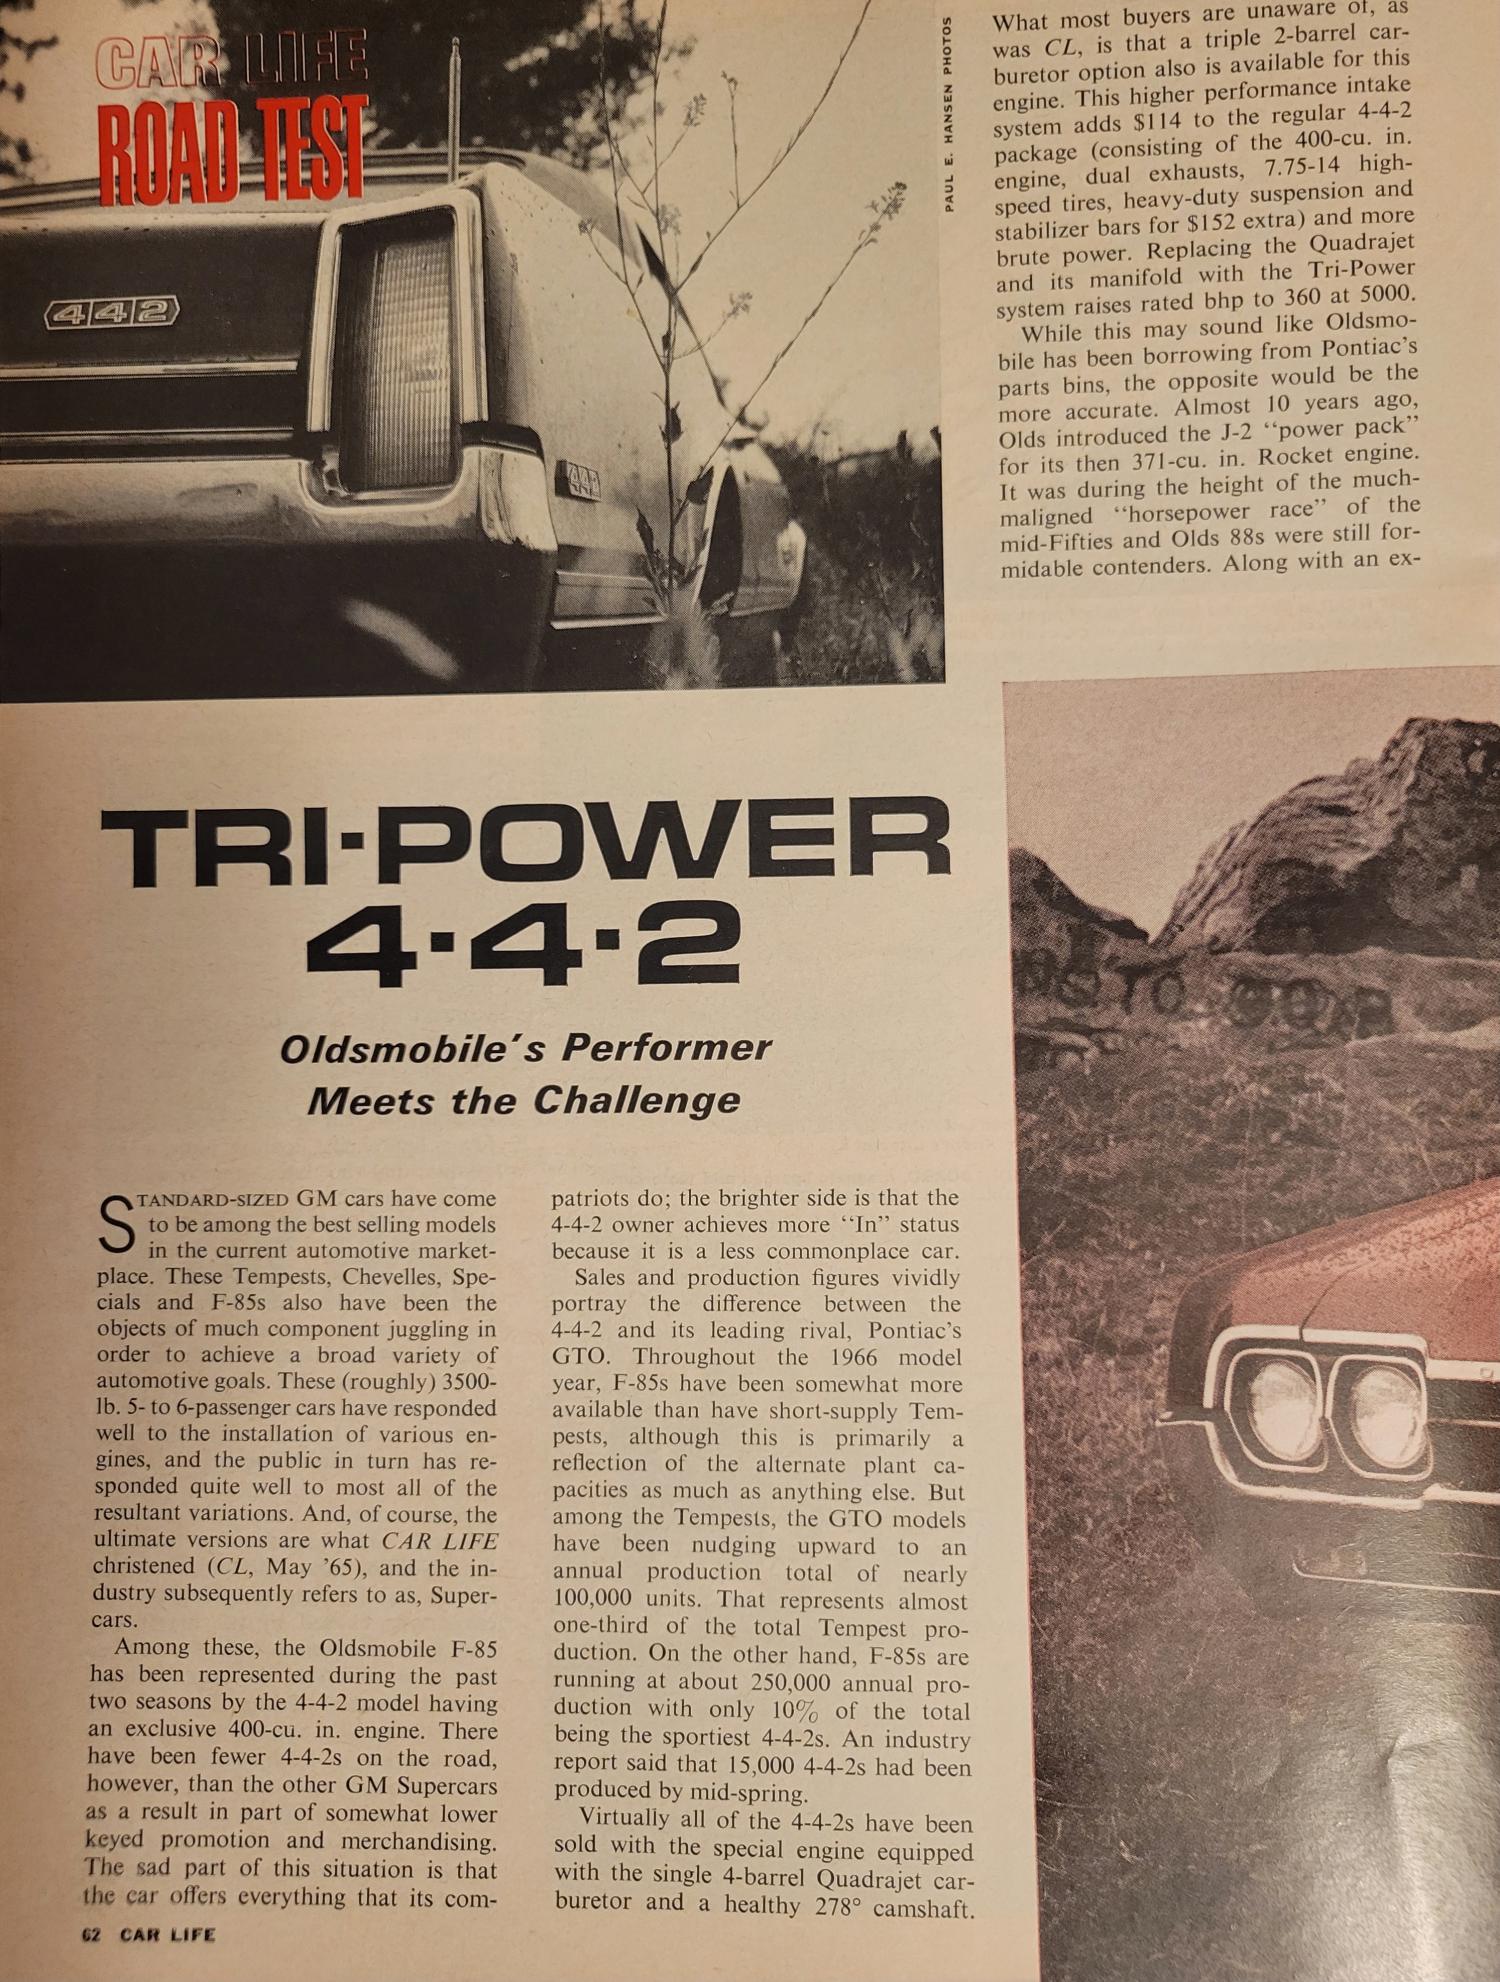 CAR LIFE
ROAD TEST
442
442
PAUL E. HANSEN PHOTOS
TRI·POWER
4·4·2
Oldsmobile's Performer
Meets the Challenge
STANDARD-SIZED GM cars have come
to be among the best selling models
in the current automotive market-
place. These Tempests, Chevelles, Spe-
cials and F-85s also have been the
objects of much component juggling in
order to achieve a broad variety of
automotive goals. These (roughly) 3500-
lb. 5- to 6-passenger cars have responded
well to the installation of various en-
gines, and the public in turn has re-
sponded quite well to most all of the
resultant variations. And, of course, the
ultimate versions are what CAR LIFE
christened (CL, May '65), and the in-
dustry subsequently refers to as, Super-
cars.
Among these, the Oldsmobile F-85
has been represented during the past
two seasons by the 4-4-2 model having
an exclusive 400-cu. in. engine. There
have been fewer 4-4-2s on the road,
however, than the other GM Supercars
as a result in part of somewhat lower
keyed promotion and merchandising.
The sad part of this situation is that
the car offers everything that its com-
patriots do; the brighter side is that the
4-4-2 owner achieves more “In” status
because it is a less commonplace car.
Sales and production figures vividly
portray the difference between the
4-4-2 and its leading rival, Pontiac's
GTO. Throughout the 1966 model
year, F-85s have been somewhat more
available than have short-supply Tem-
pests, although this is primarily a
reflection of the alternate plant ca-
pacities as much as anything else. But
among the Tempests, the GTO models
have been nudging upward to an
annual production total of nearly
100,000 units. That represents almost
one-third of the total Tempest pro-
duction. On the other hand, F-85s are
running at about 250,000 annual pro-
duction with only 10% of the total
being the sportiest 4-4-2s. An industry
report said that 15,000 4-4-2s had been
produced by mid-spring.
Virtually all of the 4-4-2s have been
sold with the special engine equipped
with the single 4-barrel Quadrajet car-
buretor and a healthy 278° camshaft.
What most buyers are unaware of, as
was CL, is that a triple 2-barrel car-
buretor option also is available for this
engine. This higher performance intake
system adds $114 to the regular 4-4-2
package (consisting of the 400-cu. in.
engine, dual exhausts, 7.75-14 high-
speed tires, heavy-duty suspension and
stabilizer bars for $152 extra) and more
brute power. Replacing the Quadrajet
and its manifold with the Tri-Power
system raises rated bhp to 360 at 5000.
While this may sound like Oldsmo-
bile has been borrowing from Pontiac's
parts bins, the opposite would be the
more accurate. Almost 10 years ago,
Olds introduced the J-2 “power pack”
for its then 371-cu. in. Rocket engine.
It was during the height of the much-
maligned “horsepower race” of the
mid-Fifties and Olds 88s were still for-
midable contenders. Along with an ex-
62 CAR LIFE